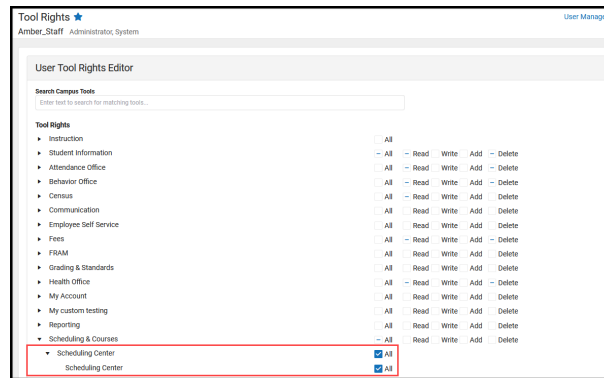 Tool Rights
User Manage
Amber_Staff Administrator, System
User Tool Rights Editor
Search Campus Tools
Enter text to search for matching tools...
Tool Rights
Instruction All
Student Information All Read Write Add Delete
Attendance Office All Read Write Add Delete
Behavior Office All Read Write Add Delete
Census All Read Write Add Delete
Communication All Read Write Add Delete
Employee Self Service All Read Write Add Delete
Fees All Read Write Add Delete
FRAM All Read Write Add Delete
Grading & Standards All Read Write Add Delete
Health Office All Read Write Add Delete
My Account All Read Write Add Delete
My custom testing All Read Write Add Delete
Reporting All Read Write Add Delete
Scheduling & Courses All Read Write Add Delete
Scheduling Center All
Scheduling Center All